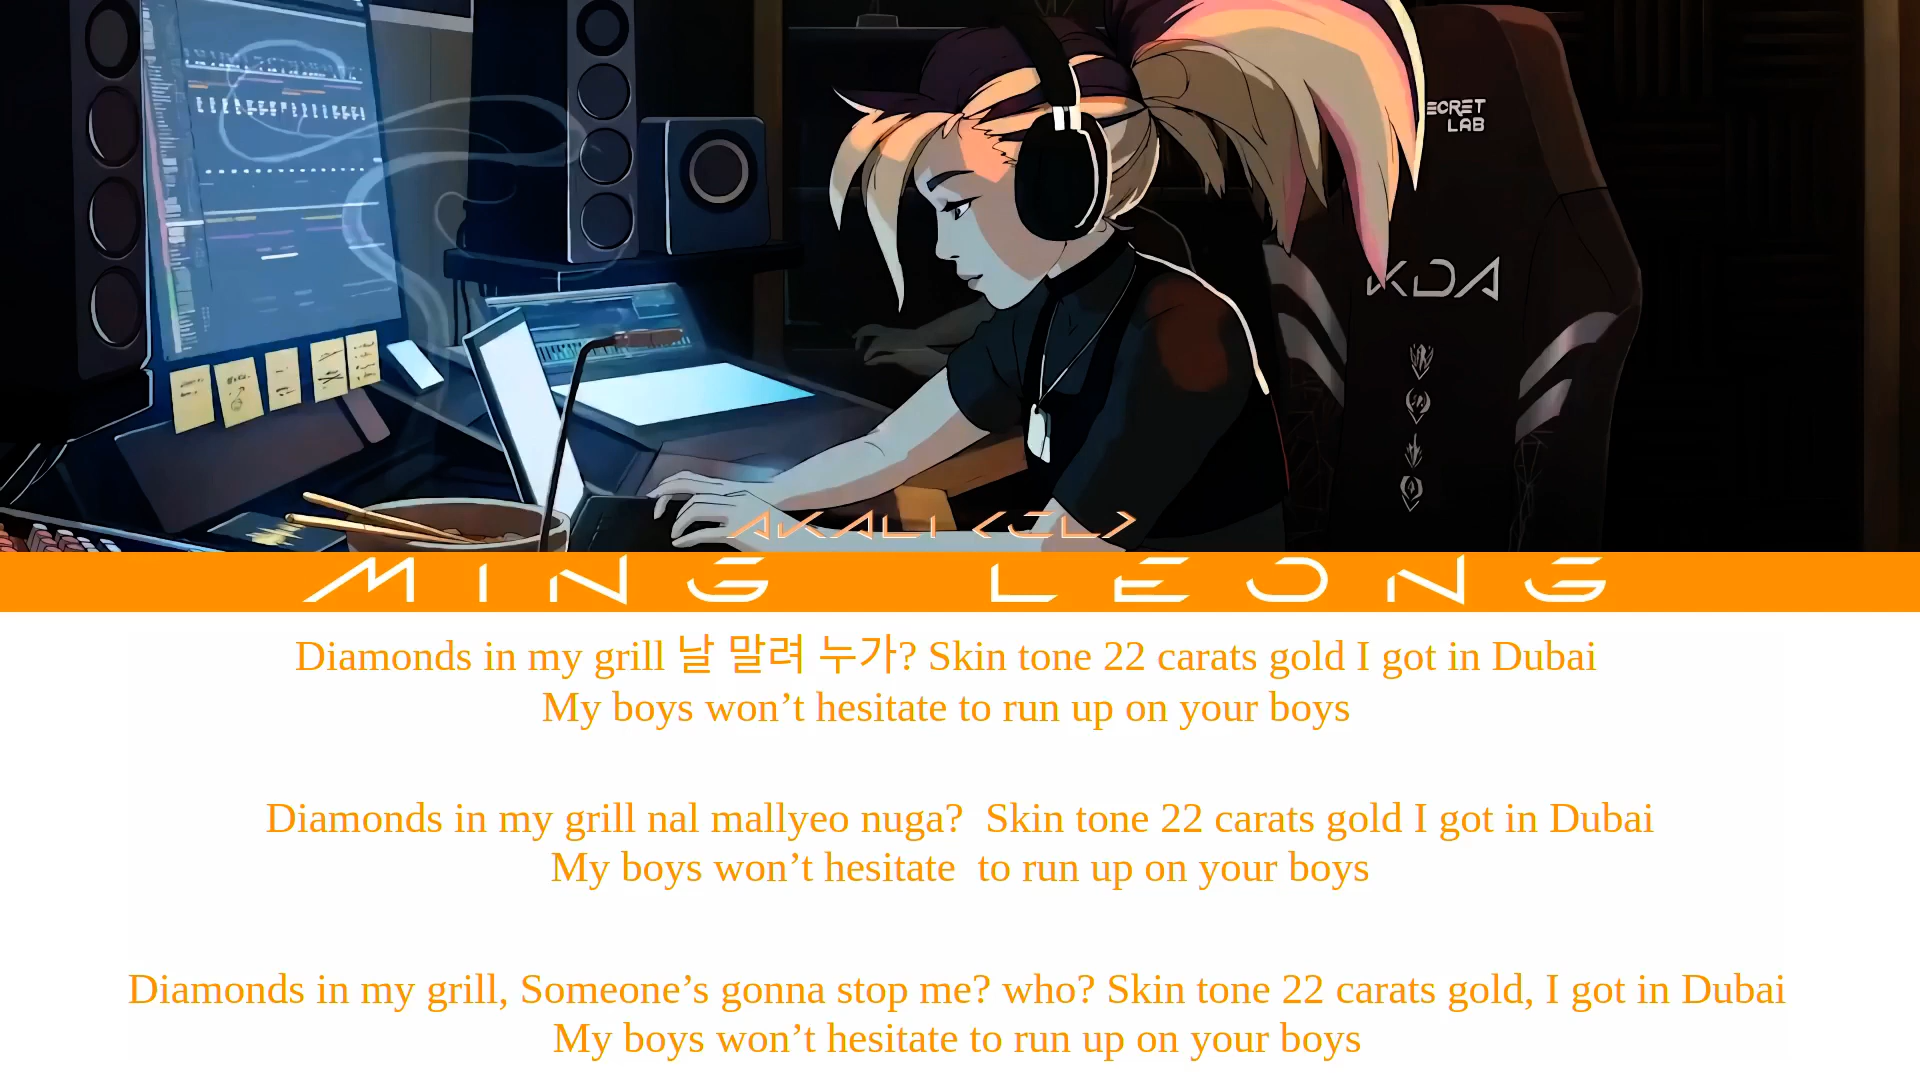 SECRET
LAB
KDA
AKALI <CL>
MING LEONG
Diamonds in my grill 날 말려 누가? Skin tone 22 carats gold I got in Dubai
My boys won’t hesitate to run up on your boys
Diamonds in my grill nal mallyeo nuga?  Skin tone 22 carats gold I got in Dubai
My boys won’t hesitate  to run up on your boys
Diamonds in my grill, Someone’s gonna stop me? who? Skin tone 22 carats gold, I got in Dubai
My boys won’t hesitate to run up on your boys